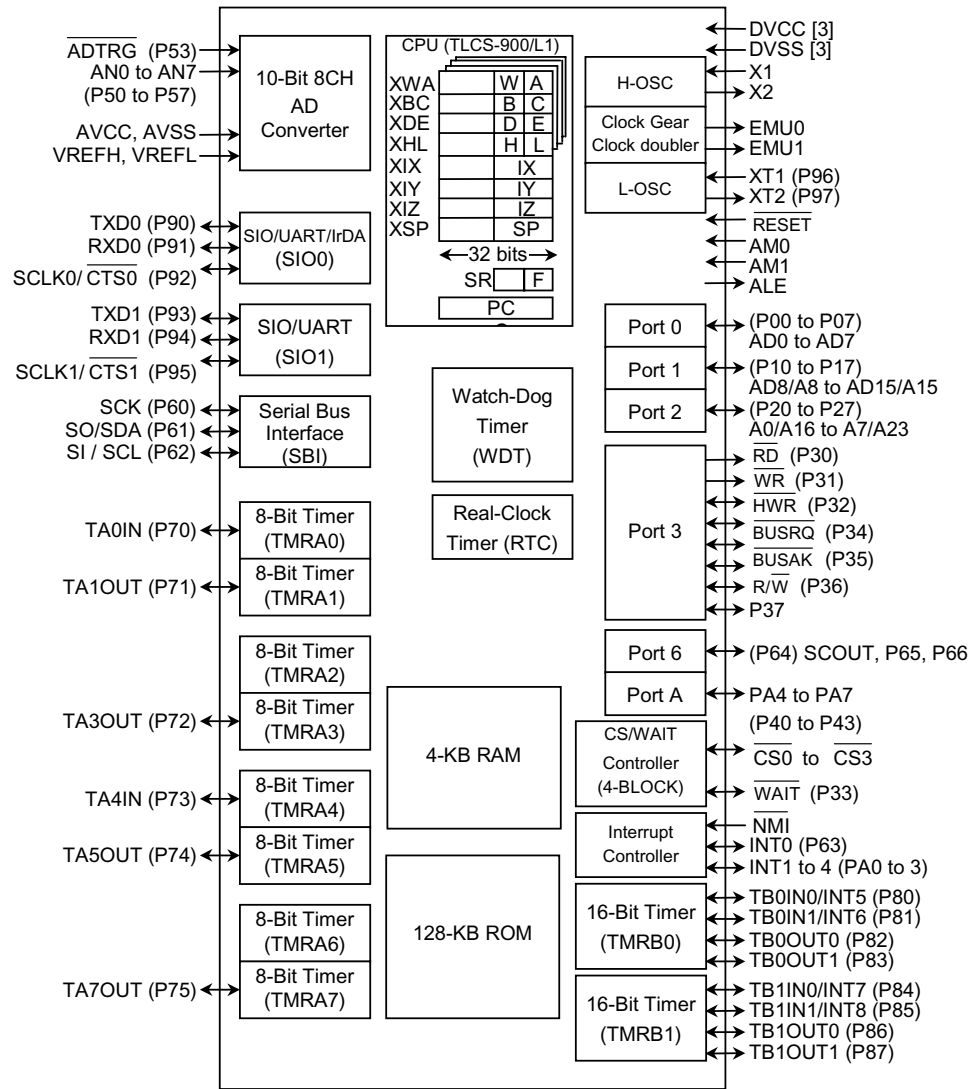 ADTRG (P53)
AN0 to AN7
(P50 to P57)
AVCC, AVSS
VREFH, VREFL
10-Bit 8CH
AD
Converter
TXD0 (P90)
RXD0 (P91)
SCLK0/ CTS0 (P92)
SIO/UART/IrDA
(SIO0)
TXD1 (P93)
RXD1 (P94)
SCLK1/ CTS1 (P95)
SIO/UART
(SIO1)
SCK (P60)
SO/SDA (P61)
SI / SCL (P62)
Serial Bus
Interface
(SBI)
TA0IN (P70)
8-Bit Timer
(TMRA0)
TA1OUT (P71)
8-Bit Timer
(TMRA1)
8-Bit Timer
(TMRA2)
TA3OUT (P72)
8-Bit Timer
(TMRA3)
TA4IN (P73)
8-Bit Timer
(TMRA4)
TA5OUT (P74)
8-Bit Timer
(TMRA5)
8-Bit Timer
(TMRA6)
TA7OUT (P75)
8-Bit Timer
(TMRA7)
CPU (TLCS-900/L1)
XWA W A
XBC B C
XDE D E
XHL H L
XIX IX
XIY IY
XIZ IZ
XSP SP
32 bits
SR F
PC
Watch-Dog
Timer
(WDT)
Real-Clock
Timer (RTC)
4-KB RAM
128-KB ROM
DVCC [3]
DVSS [3]
H-OSC
X1
X2
Clock Gear
Clock doubler
EMU0
EMU1
L-OSC
XT1 (P96)
XT2 (P97)
RESET
AM0
AM1
ALE
Port 0
(P00 to P07)
AD0 to AD7
Port 1
(P10 to P17)
AD8/A8 to AD15/A15
Port 2
(P20 to P27)
A0/A16 to A7/A23
Port 3
RD (P30)
WR (P31)
HWR (P32)
BUSRQ (P34)
BUSAK (P35)
R/W (P36)
P37
Port 6
(P64) SCOUT, P65, P66
Port A
PA4 to PA7
(P40 to P43)
CS/WAIT
Controller
(4-BLOCK)
CS0 to CS3
WAIT (P33)
Interrupt
Controller
NMI
INT0 (P63)
INT1 to 4 (PA0 to 3)
16-Bit Timer
(TMRB0)
TB0IN0/INT5 (P80)
TB0IN1/INT6 (P81)
TB0OUT0 (P82)
TB0OUT1 (P83)
16-Bit Timer
(TMRB1)
TB1IN0/INT7 (P84)
TB1IN1/INT8 (P85)
TB1OUT0 (P86)
TB1OUT1 (P87)